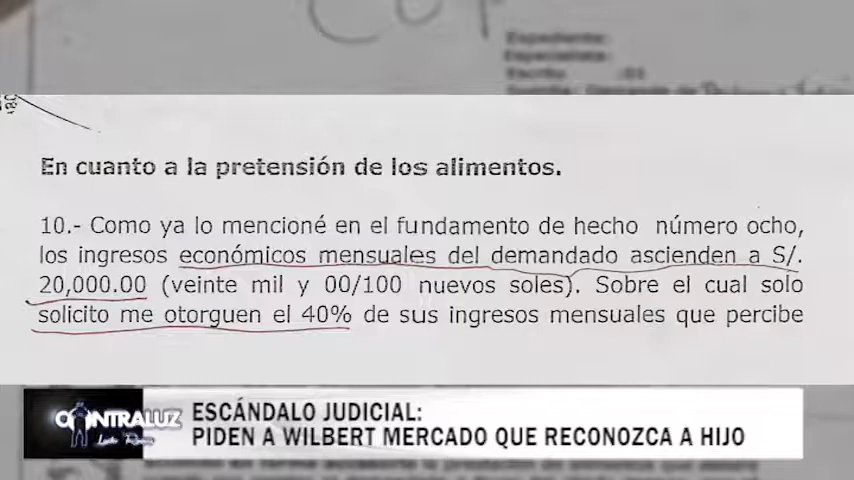 Expediente:
Especialista:
Escrito :01
En cuanto a la pretensión de los alimentos.
10.- Como ya lo mencioné en el fundamento de hecho número ocho,
los ingresos económicos mensuales del demandado ascienden a S/.
20,000.00 (veinte mil y 00/100 nuevos soles). Sobre el cual solo
solicito me otorguen el 40% de sus ingresos mensuales que percibe
CONTRALUZ
ESCÁNDALO JUDICIAL:
PIDEN A WILBERT MERCADO QUE RECONOZCA A HIJO